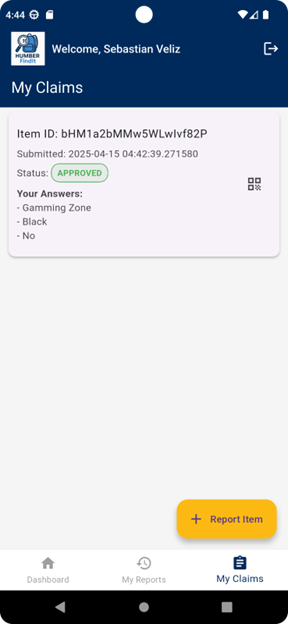 4:44
HUMBER
FindIt
Welcome, Sebastian Veliz
My Claims
Item ID: bHM1a2bMMw5WLwIvf82P
Submitted: 2025-04-15 04:42:39.271580
Status: APPROVED
Your Answers:
- Gamming Zone
- Black
- No
+ Report Item
Dashboard
My Reports
My Claims